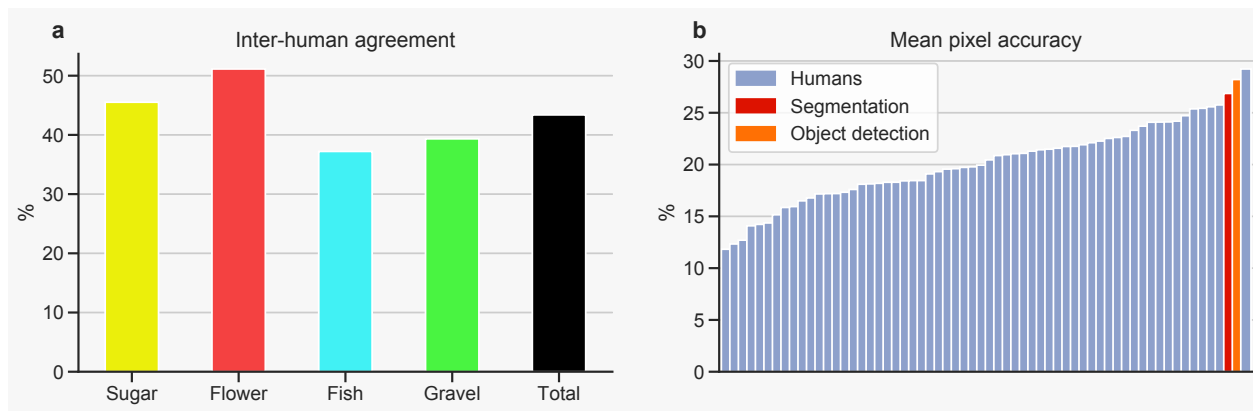 a
Inter-human agreement
%
50
40
30
20
10
0
Sugar Flower Fish Gravel Total
b
Mean pixel accuracy
%
30
25
20
15
10
5
0
Humans
Segmentation
Object detection